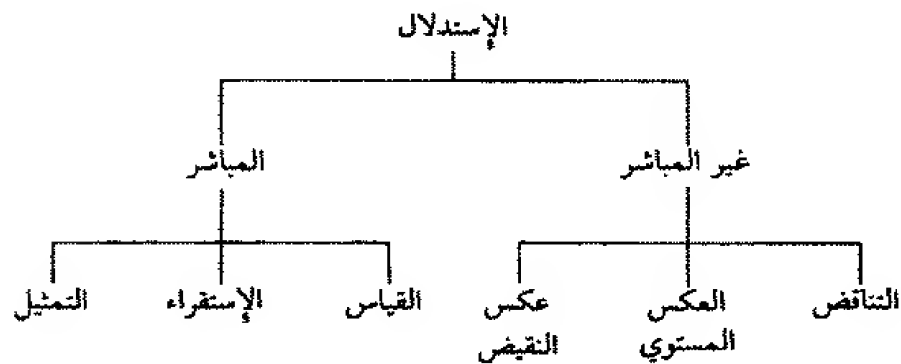 الإستدلال
غير المباشر
المباشر
التناقض
العكس المستوي
عكس النقيض
القياس
الإستقراء
التمثيل